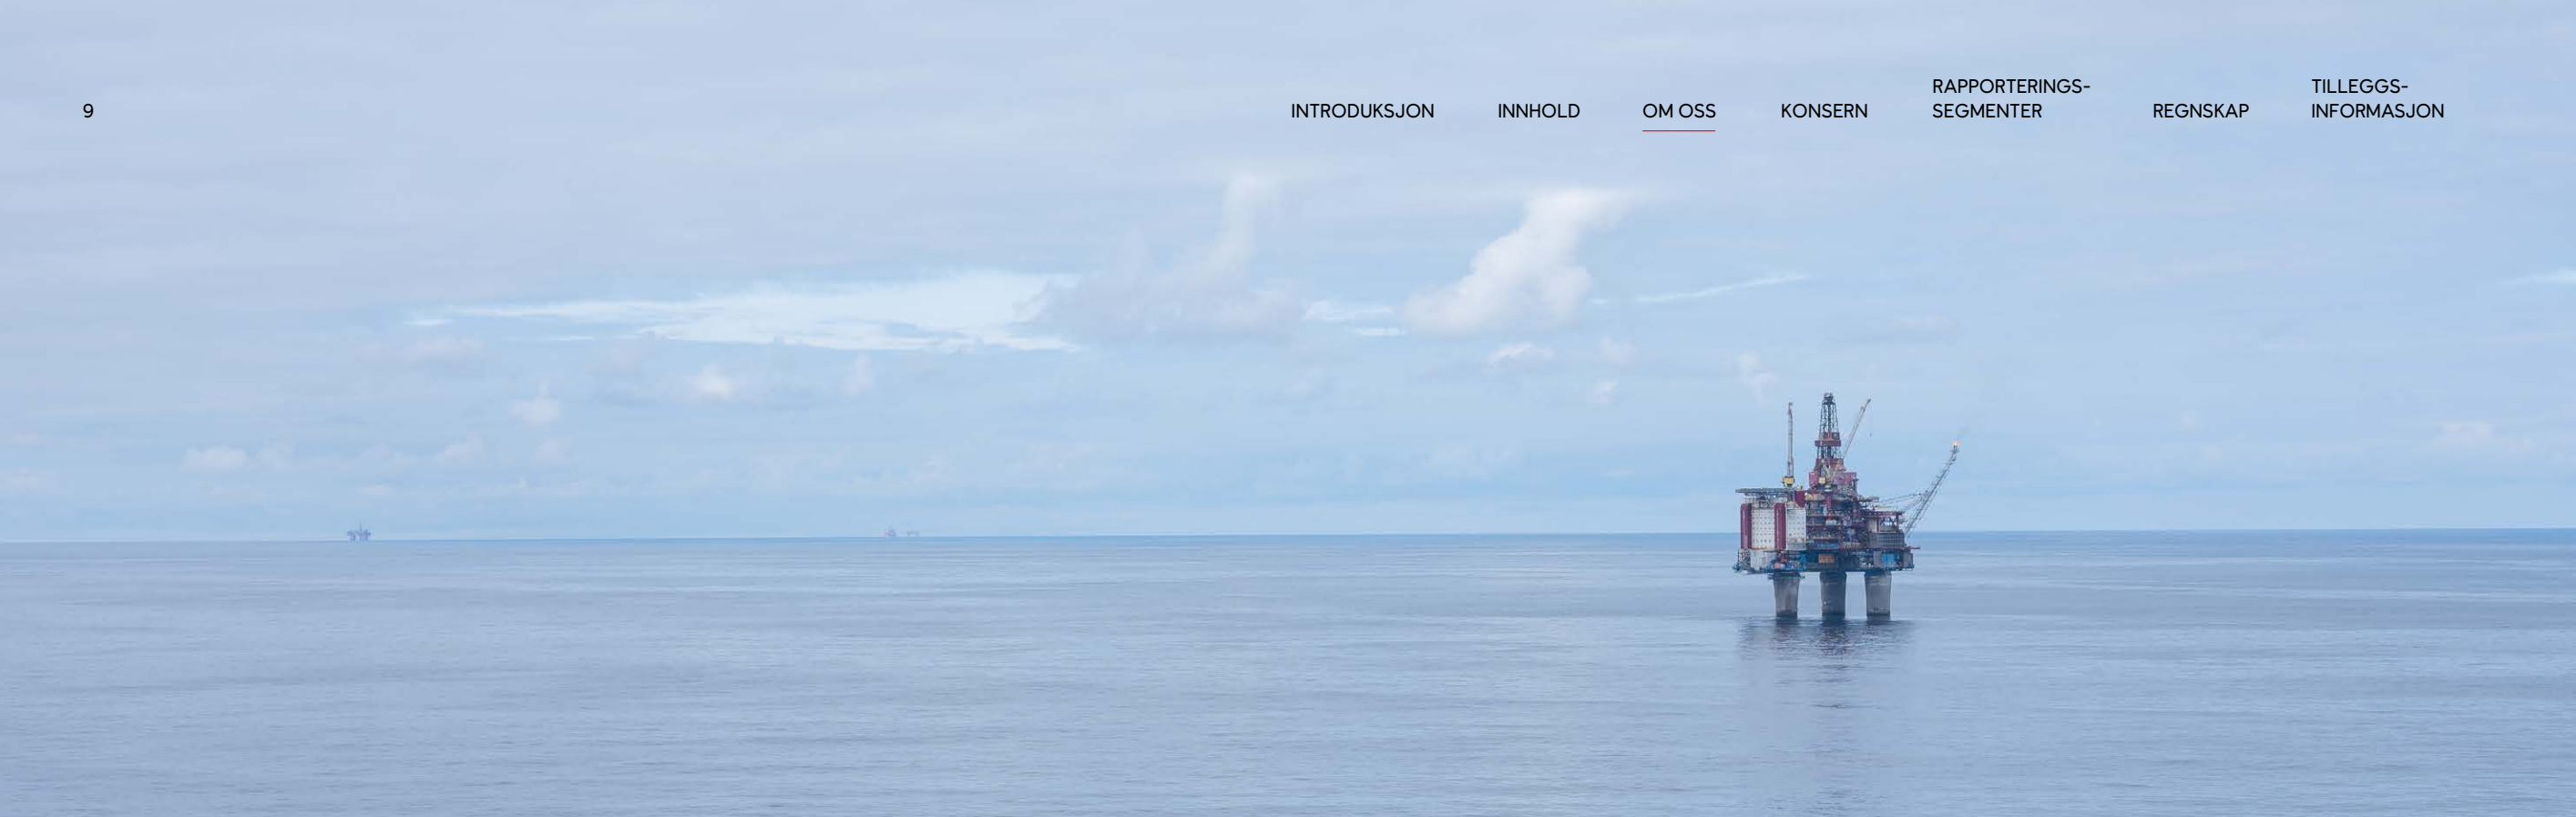 9
INTRODUKSJON
INNHOLD
OM OSS
KONSERN
RAPPORTERINGS-
SEGMENTER
REGNSKAP
TILLEGGS-
INFORMASJON